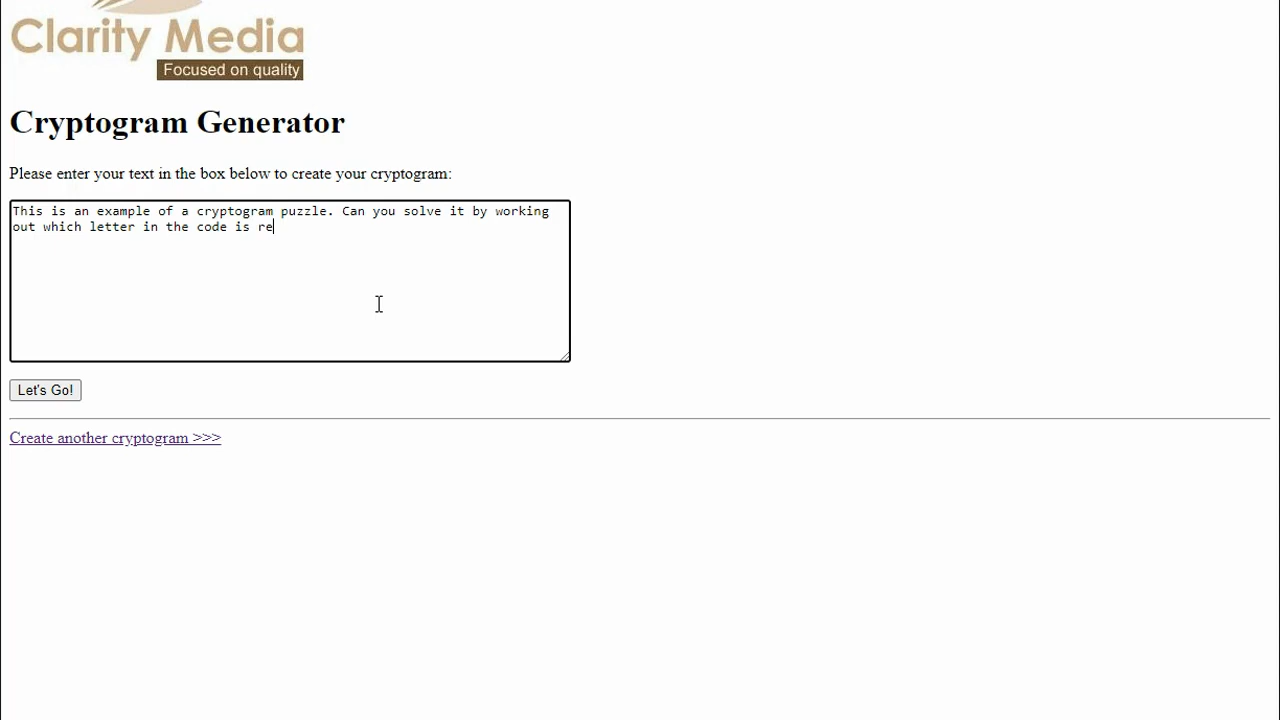 Clarity Media
Focused on quality
Cryptogram Generator
Please enter your text in the box below to create your cryptogram:
This is an example of a cryptogram puzzle. Can you solve it by working
out which letter in the code is re
Let's Go!
Create another cryptogram >>>